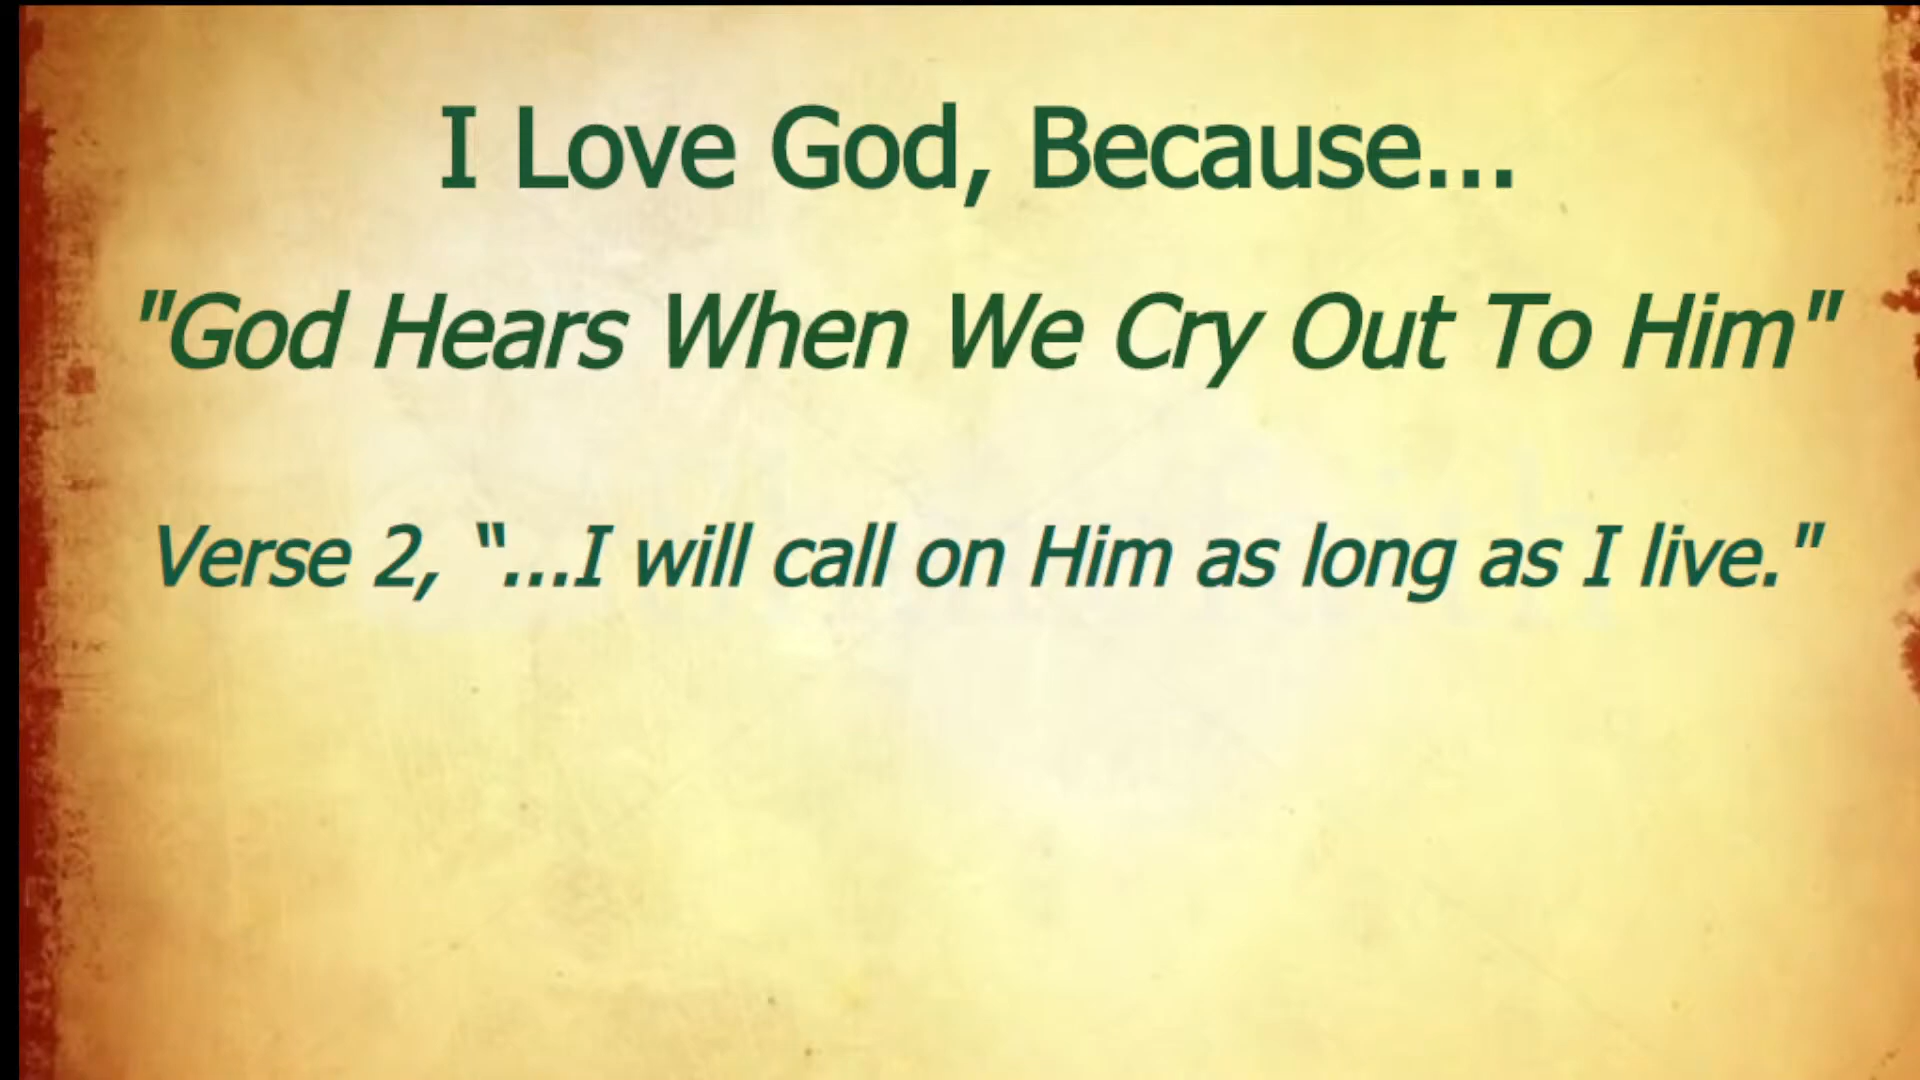 I Love God, Because...
"God Hears When We Cry Out To Him"
Verse 2, “...I will call on Him as long as I live."